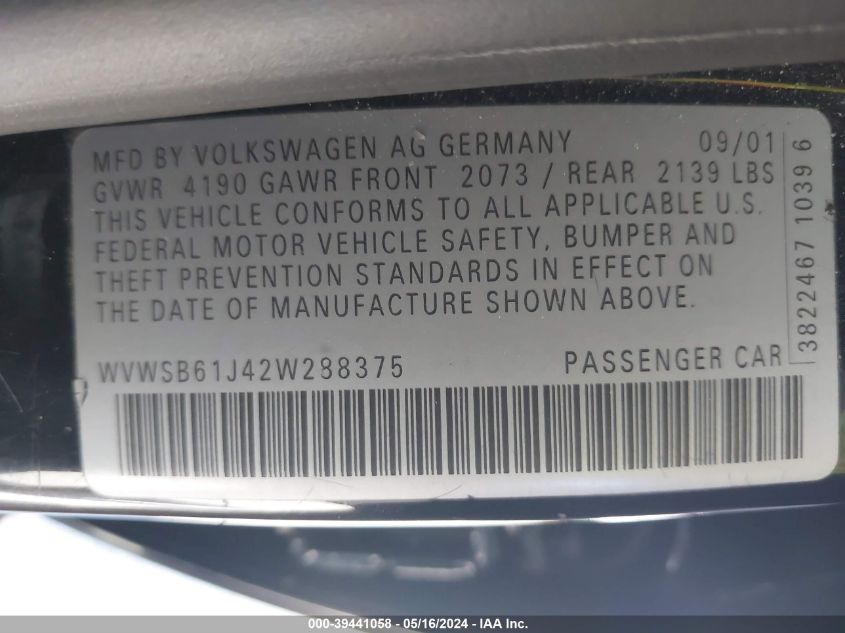 MFD BY VOLKSWAGEN AG GERMANY 09/01
GVWR 4190 GAWR FRONT 2073 / REAR 2139 LBS
THIS VEHICLE CONFORMS TO ALL APPLICABLE U.S.
FEDERAL MOTOR VEHICLE SAFETY, BUMPER AND
THEFT PREVENTION STANDARDS IN EFFECT ON
THE DATE OF MANUFACTURE SHOWN ABOVE.
WVWSB61J42W288375 PASSENGER CAR
3822467 1039 6
000-39441058 - 05/16/2024 - IAAI Inc.